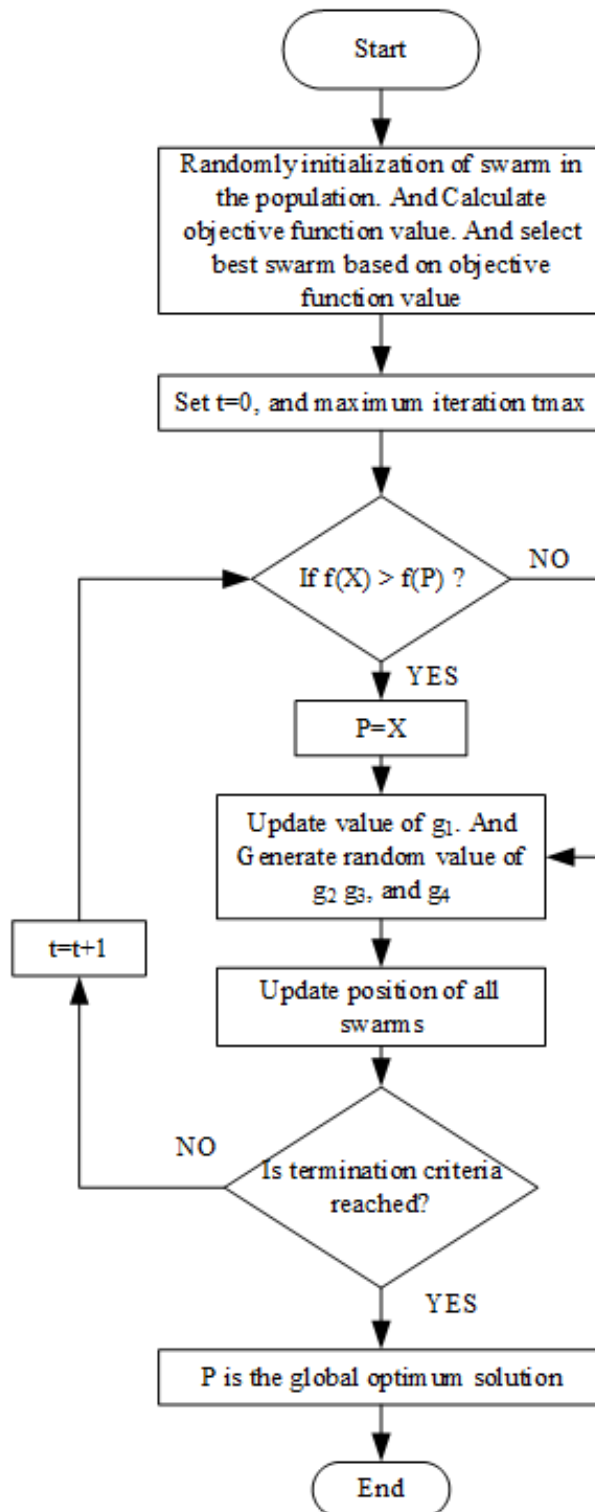 Start
Randomly initialization of swarm in
the population. And Calculate
objective function value. And select
best swarm based on objective
function value
Set t=0, and maximum iteration tmax
If f(X) > f(P) ?
NO
YES
P=X
Update value of g₁. And
Generate random value of
g₂ g₃, and g₄
t=t+1
Update position of all
swarms
NO
Is termination criteria
reached?
YES
P is the global optimum solution
End